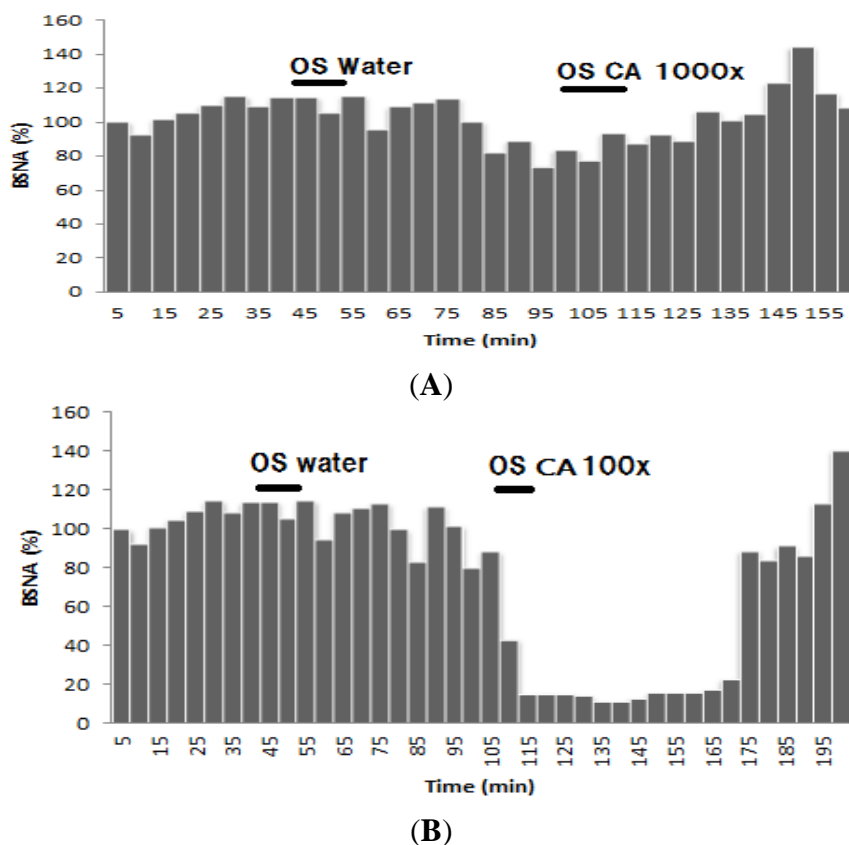 160
140
120
100
80
60
40
20
0
BSNA (%)
OS Water
OS CA 1000x
5 15 25 35 45 55 65 75 85 95 105 115 125 135 145 155
Time (min)
(A)
160
140
120
100
80
60
40
20
0
BSNA (%)
OS water
OS CA 100x
5 15 25 35 45 55 65 75 85 95 105 115 125 135 145 155 165 175 185 195
Time (min)
(B)